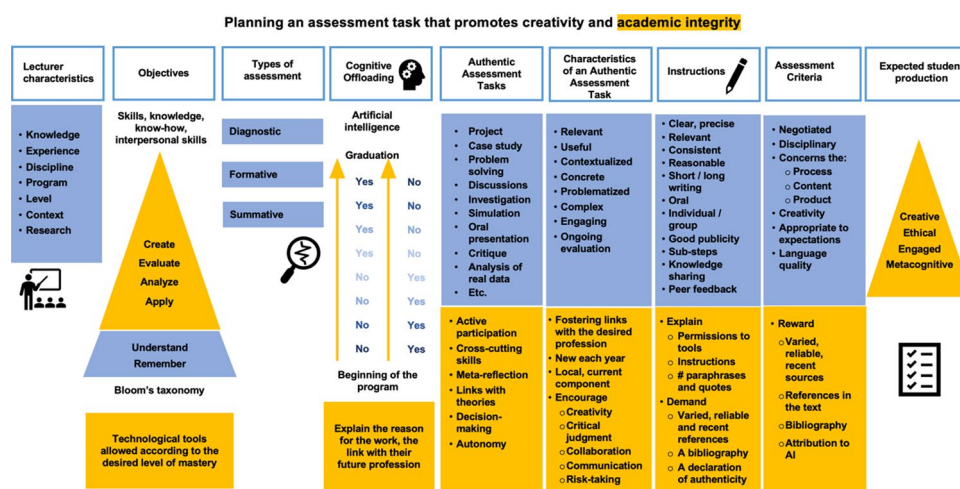 Planning an assessment task that promotes creativity and academic integrity
Lecturer
characteristics
• Knowledge
• Experience
• Discipline
• Program
• Level
• Context
• Research
Objectives
Skills, knowledge,
know-how,
interpersonal skills
Create
Evaluate
Analyze
Apply
Understand
Remember
Bloom's taxonomy
Technological tools
allowed according to the
desired level of mastery
Types of
assessment
Diagnostic
Formative
Summative
Cognitive
Offloading
Artificial
intelligence
Graduation
Yes No
Yes No
Yes No
Yes No
No Yes
No Yes
No Yes
No Yes
Beginning of the
program
Explain the reason
for the work, the
link with their
future profession
Authentic
Assessment
Tasks
• Project
• Case study
• Problem
solving
• Discussions
• Investigation
• Simulation
• Oral
presentation
• Critique
• Analysis of
real data
• Etc.
• Active
participation
• Cross-cutting
skills
• Meta-reflection
• Links with
theories
• Decision-
making
• Autonomy
Characteristics
of an Authentic
Assessment
Task
• Relevant
• Useful
• Contextualized
• Concrete
• Problematized
• Complex
• Engaging
• Ongoing
evaluation
• Fostering links
with the desired
profession
• New each year
• Local, current
component
• Encourage
o Creativity
o Critical
judgment
o Collaboration
o Communication
o Risk-taking
Instructions
• Clear, precise
• Relevant
• Consistent
• Reasonable
• Short / long
writing
• Oral
• Individual /
group
• Good publicity
• Sub-steps
• Knowledge
sharing
• Peer feedback
• Explain
o Permissions to
tools
o Instructions
o # paraphrases
and quotes
• Demand
o Varied, reliable
and recent
references
o A bibliography
o A declaration
of authenticity
Assessment
Criteria
• Negotiated
• Disciplinary
• Concerns the:
o Process
o Content
o Product
• Creativity
• Appropriate to
expectations
• Language
quality
• Reward
o Varied,
reliable,
recent
sources
o References in
the text
o Bibliography
o Attribution to
AI
Expected student
production
Creative
Ethical
Engaged
Metacognitive